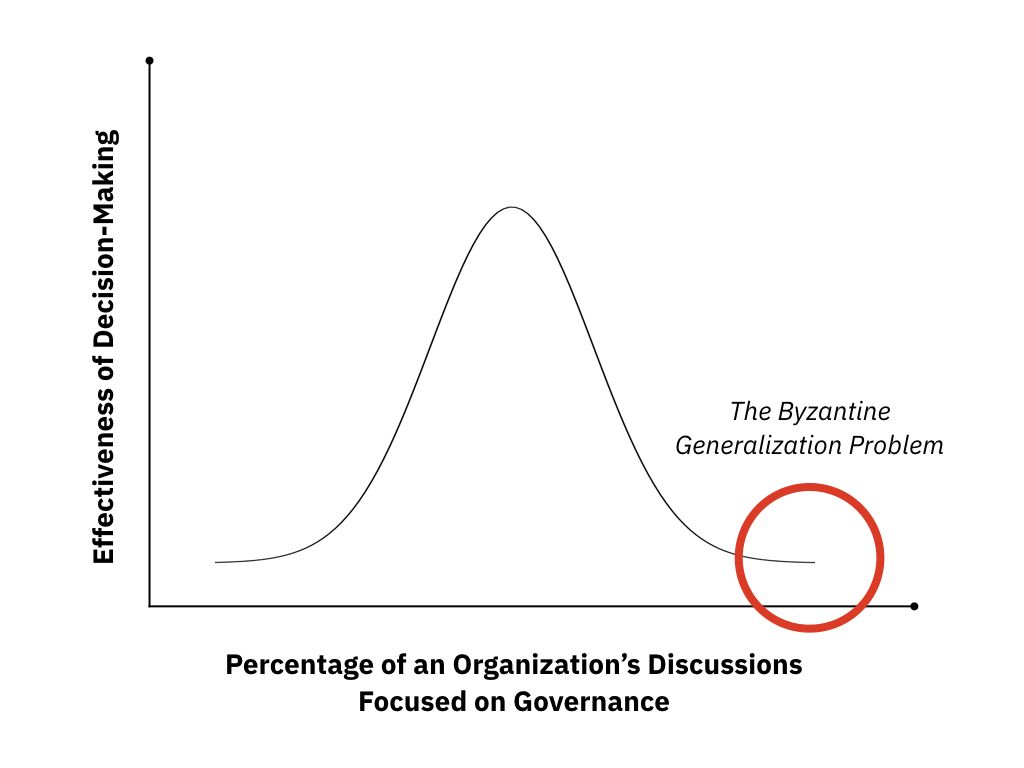 Effectiveness of Decision-Making
The Byzantine
Generalization Problem
Percentage of an Organization’s Discussions
Focused on Governance